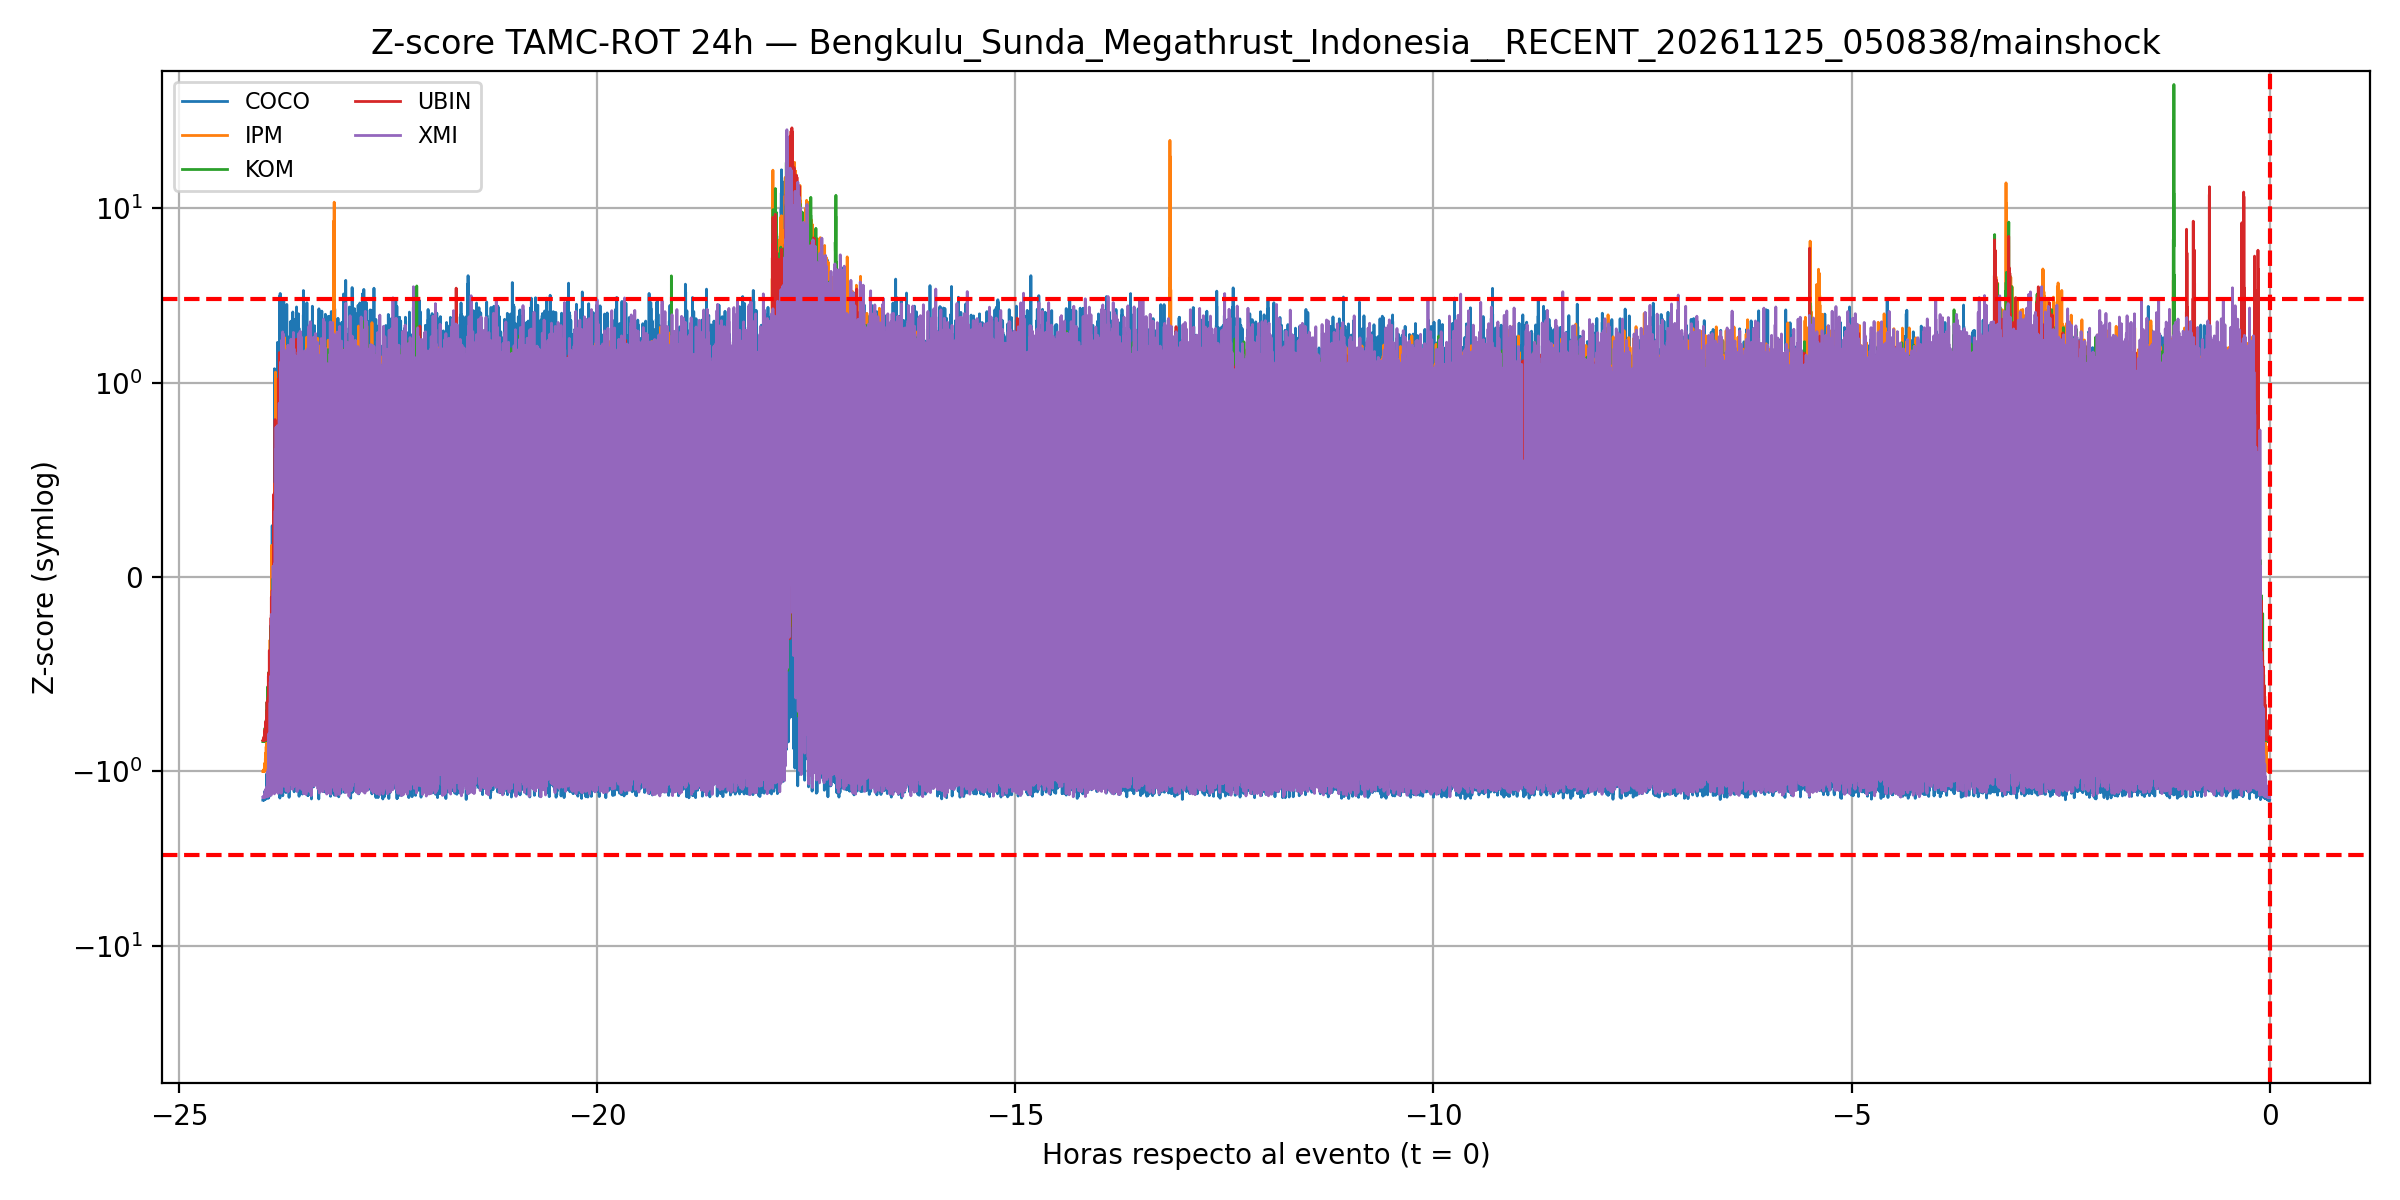 Z-score TAMC-ROT 24h — Bengkulu_Sunda_Megathrust_Indonesia__RECENT_20261125_050838/mainshock
COCO
IPM
KOM
UBIN
XMI
10¹
10⁰
0
−10⁰
−10¹
Z-score (symlog)
−25
−20
−15
−10
−5
0
Horas respecto al evento (t = 0)